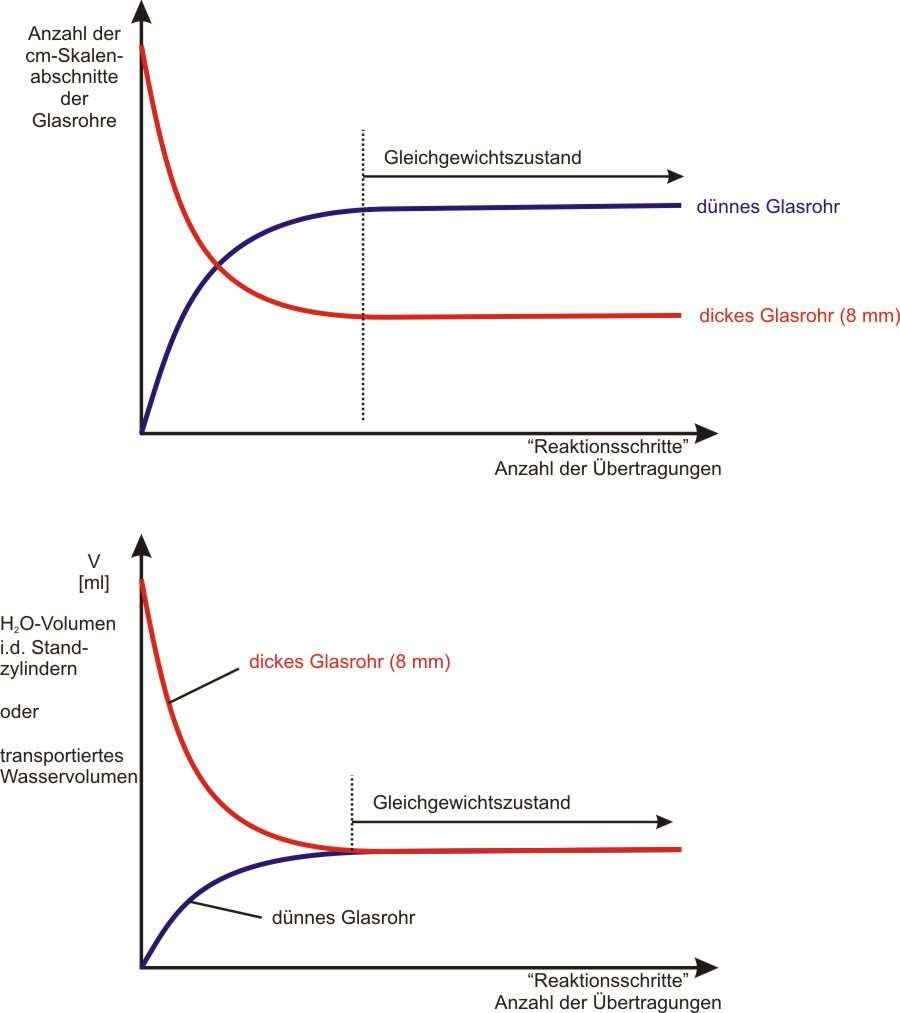 Anzahl der
cm-Skalen-
abschnitte
der
Glasrohre
Gleichgewichtszustand
dünnes Glasrohr
dickes Glasrohr (8 mm)
“Reaktionsschritte”
Anzahl der Übertragungen
V
[ml]
H₂O-Volumen
i.d. Stand-
zylindern
oder
transportiertes
Wasservolumen
dickes Glasrohr (8 mm)
Gleichgewichtszustand
dünnes Glasrohr
“Reaktionsschritte”
Anzahl der Übertragungen